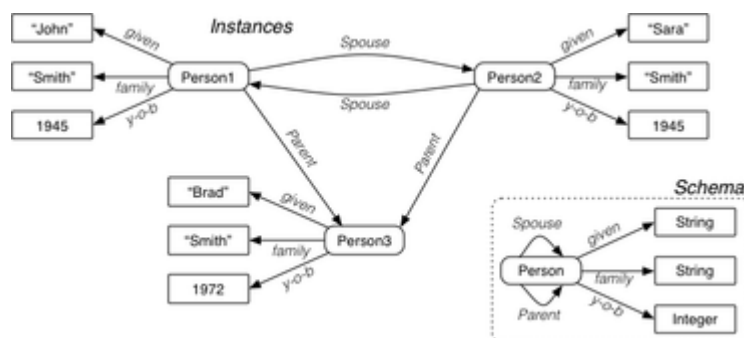 Instances
"John"
given
"Smith"
family
1945
y-o-b
Person1
Spouse
Spouse
Person2
given
"Sara"
family
"Smith"
y-o-b
1945
Parent
Parent
"Brad"
given
"Smith"
family
1972
y-o-b
Person3
Schema
Spouse
Person
Parent
given
String
family
String
y-o-b
Integer